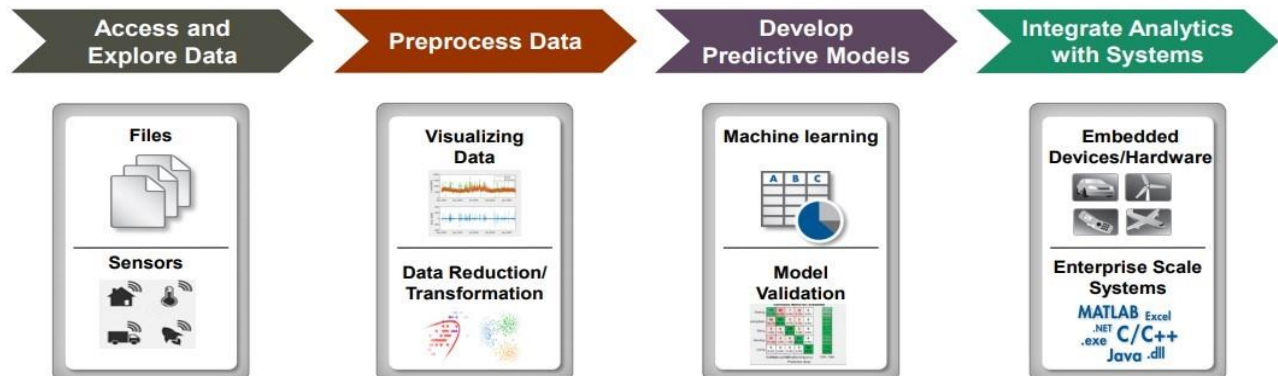 Access and
Explore Data
Preprocess Data
Develop
Predictive Models
Integrate Analytics
with Systems
Files
Sensors
Visualizing
Data
Data Reduction/
Transformation
Machine learning
A B C
Model
Validation
Embedded
Devices/Hardware
Enterprise Scale
Systems
MATLAB Excel
.NET C/C++
.exe
Java .dll